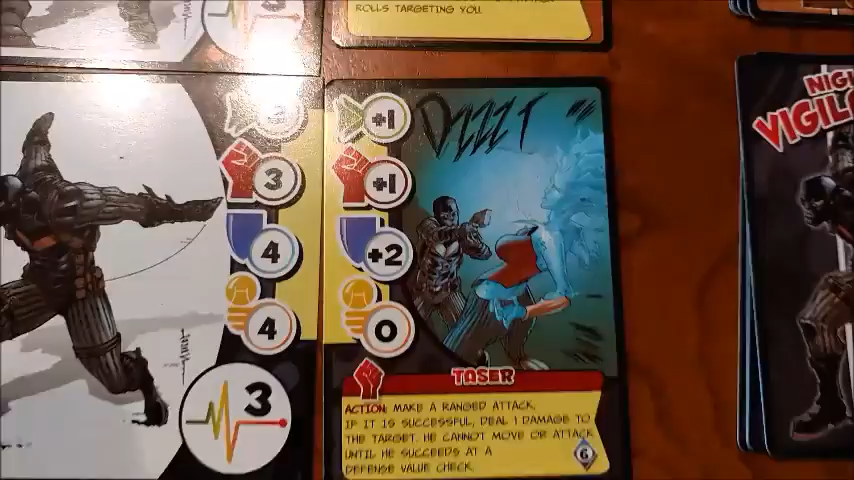 ROLLS TARGETING YOU.
DZZZT
+1
3
+1
4
+2
4
0
3
TASER
ACTION: MAKE A RANGED ATTACK.
IF IT IS SUCCESSFUL, DEAL 1 DAMAGE TO
THE TARGET. HE CANNOT MOVE OR ATTACK
UNTIL HE SUCCEEDS AT A
DEFENSE VALUE CHECK.
6